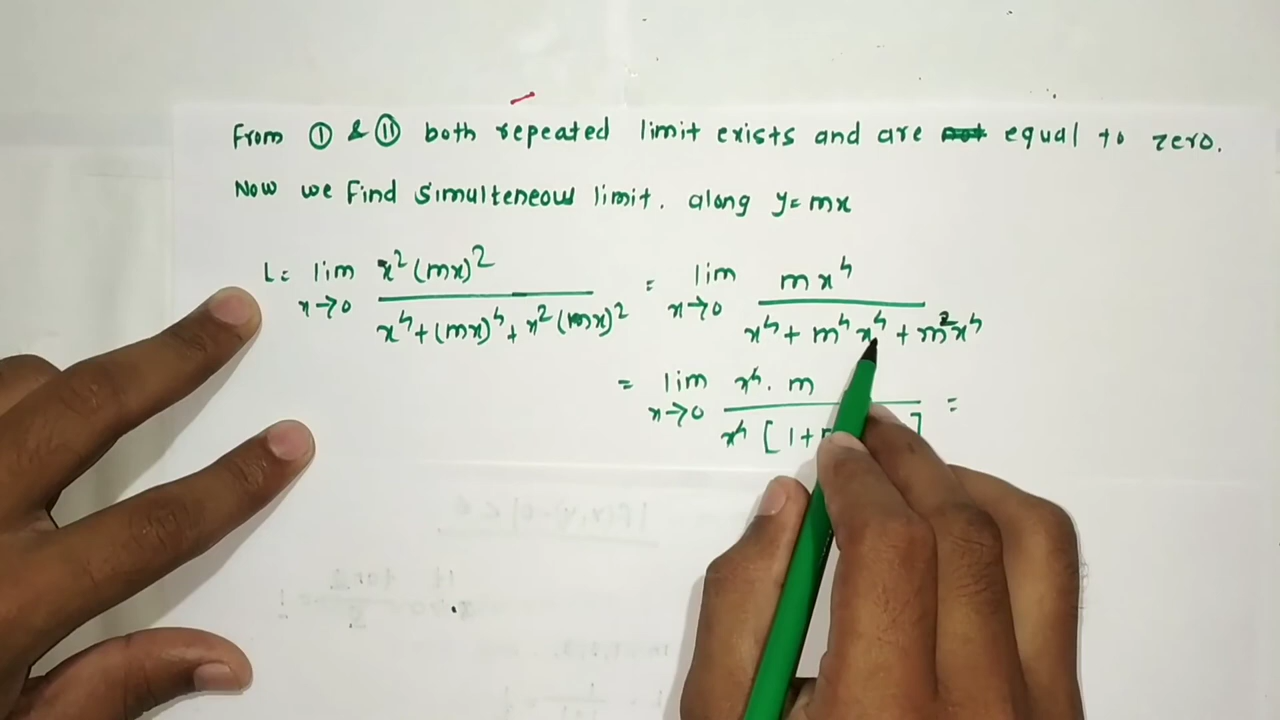 From Ⓘ & Ⓘ Ⓘ both repeated limit exists and are equal to zero.
Now we Find simulteneous limit. along y=mx
L= lim x→0 x²(mx)² / x⁴+(mx)⁴+x²(mx)² = lim x→0 mx⁴ / x⁴+m⁴x⁴+m²x⁴
= lim x→0 x⁴.m / x⁴[1+ ] =